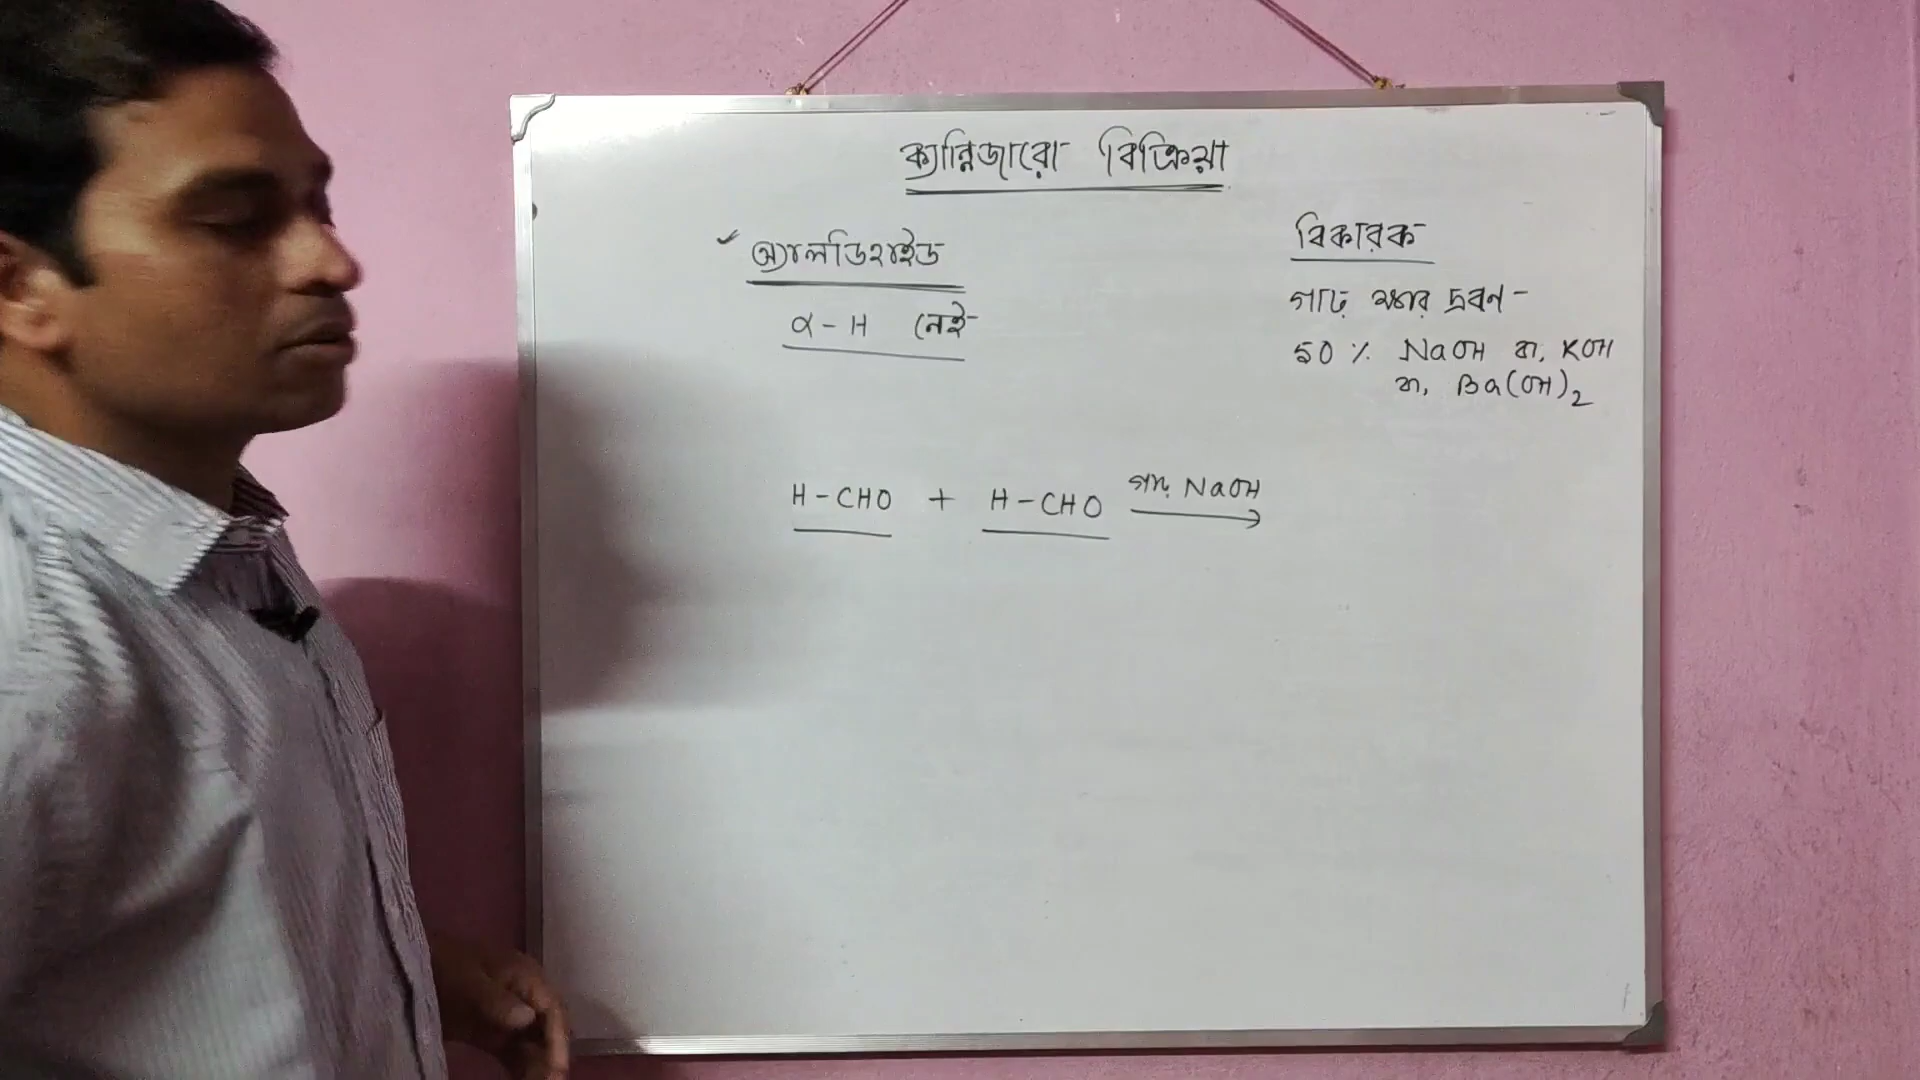 ক্যান্নিজারো বিক্রিয়া
✓ অ্যালডিহাইড
α - H নেই
বিকারক
গাঢ় ক্ষার দ্রবণ -
50 % NaOH বা, KOH
বা, Ba(OH)₂
H - CHO + H - CHO গাঢ় NaOH →